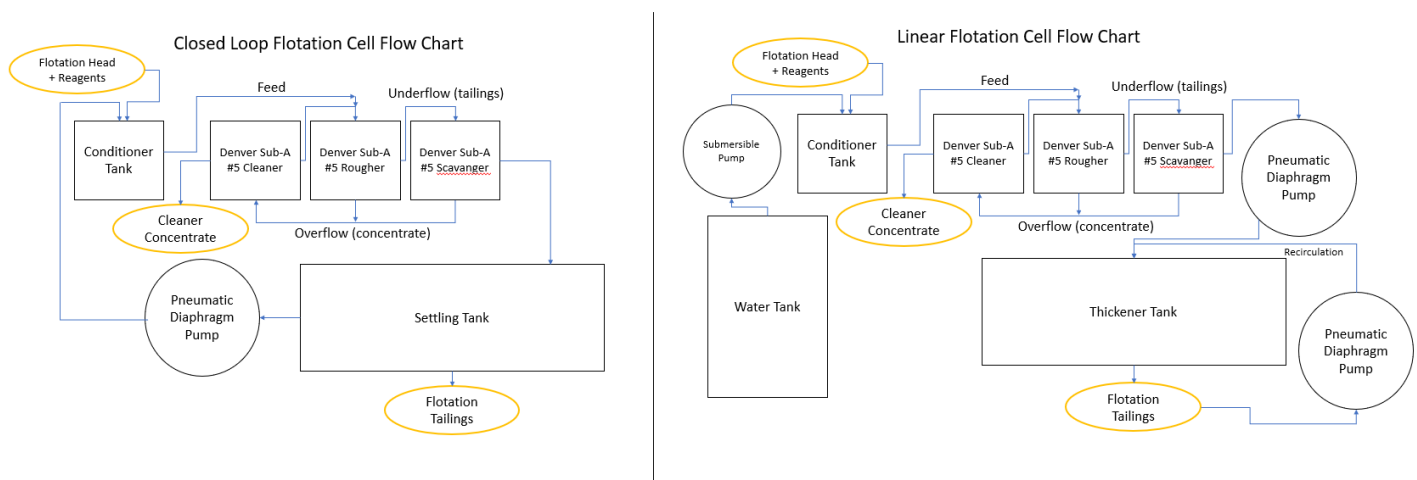 Closed Loop Flotation Cell Flow Chart
Flotation Head
+ Reagents
Feed
Underflow (tailings)
Conditioner
Tank
Denver Sub-A
#5 Cleaner
Denver Sub-A
#5 Rougher
Denver Sub-A
#5 Scavanger
Cleaner
Concentrate
Overflow (concentrate)
Pneumatic
Diaphragm
Pump
Settling Tank
Flotation
Tailings
Linear Flotation Cell Flow Chart
Flotation Head
+ Reagents
Feed
Underflow (tailings)
Submersible
Pump
Conditioner
Tank
Denver Sub-A
#5 Cleaner
Denver Sub-A
#5 Rougher
Denver Sub-A
#5 Scavanger
Pneumatic
Diaphragm
Pump
Cleaner
Concentrate
Overflow (concentrate)
Recirculation
Water Tank
Thickener Tank
Pneumatic
Diaphragm
Pump
Flotation
Tailings